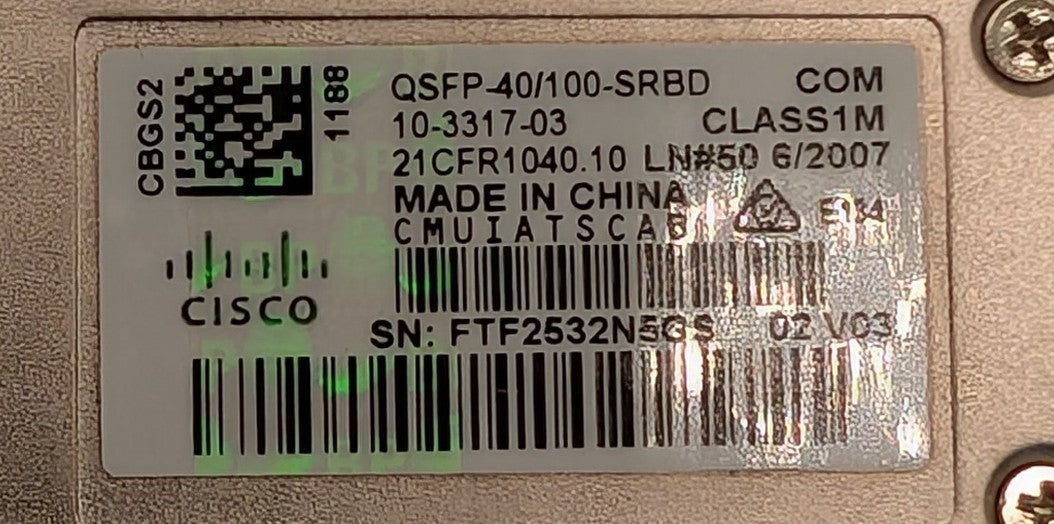 CBGS2
1188
QSFP-40/100-SRBD COM
10-3317-03 CLASS1M
21CFR1040.10 LN#50 6/2007
MADE IN CHINA
CISCO
SN: FTF2532N5GS 02 V03